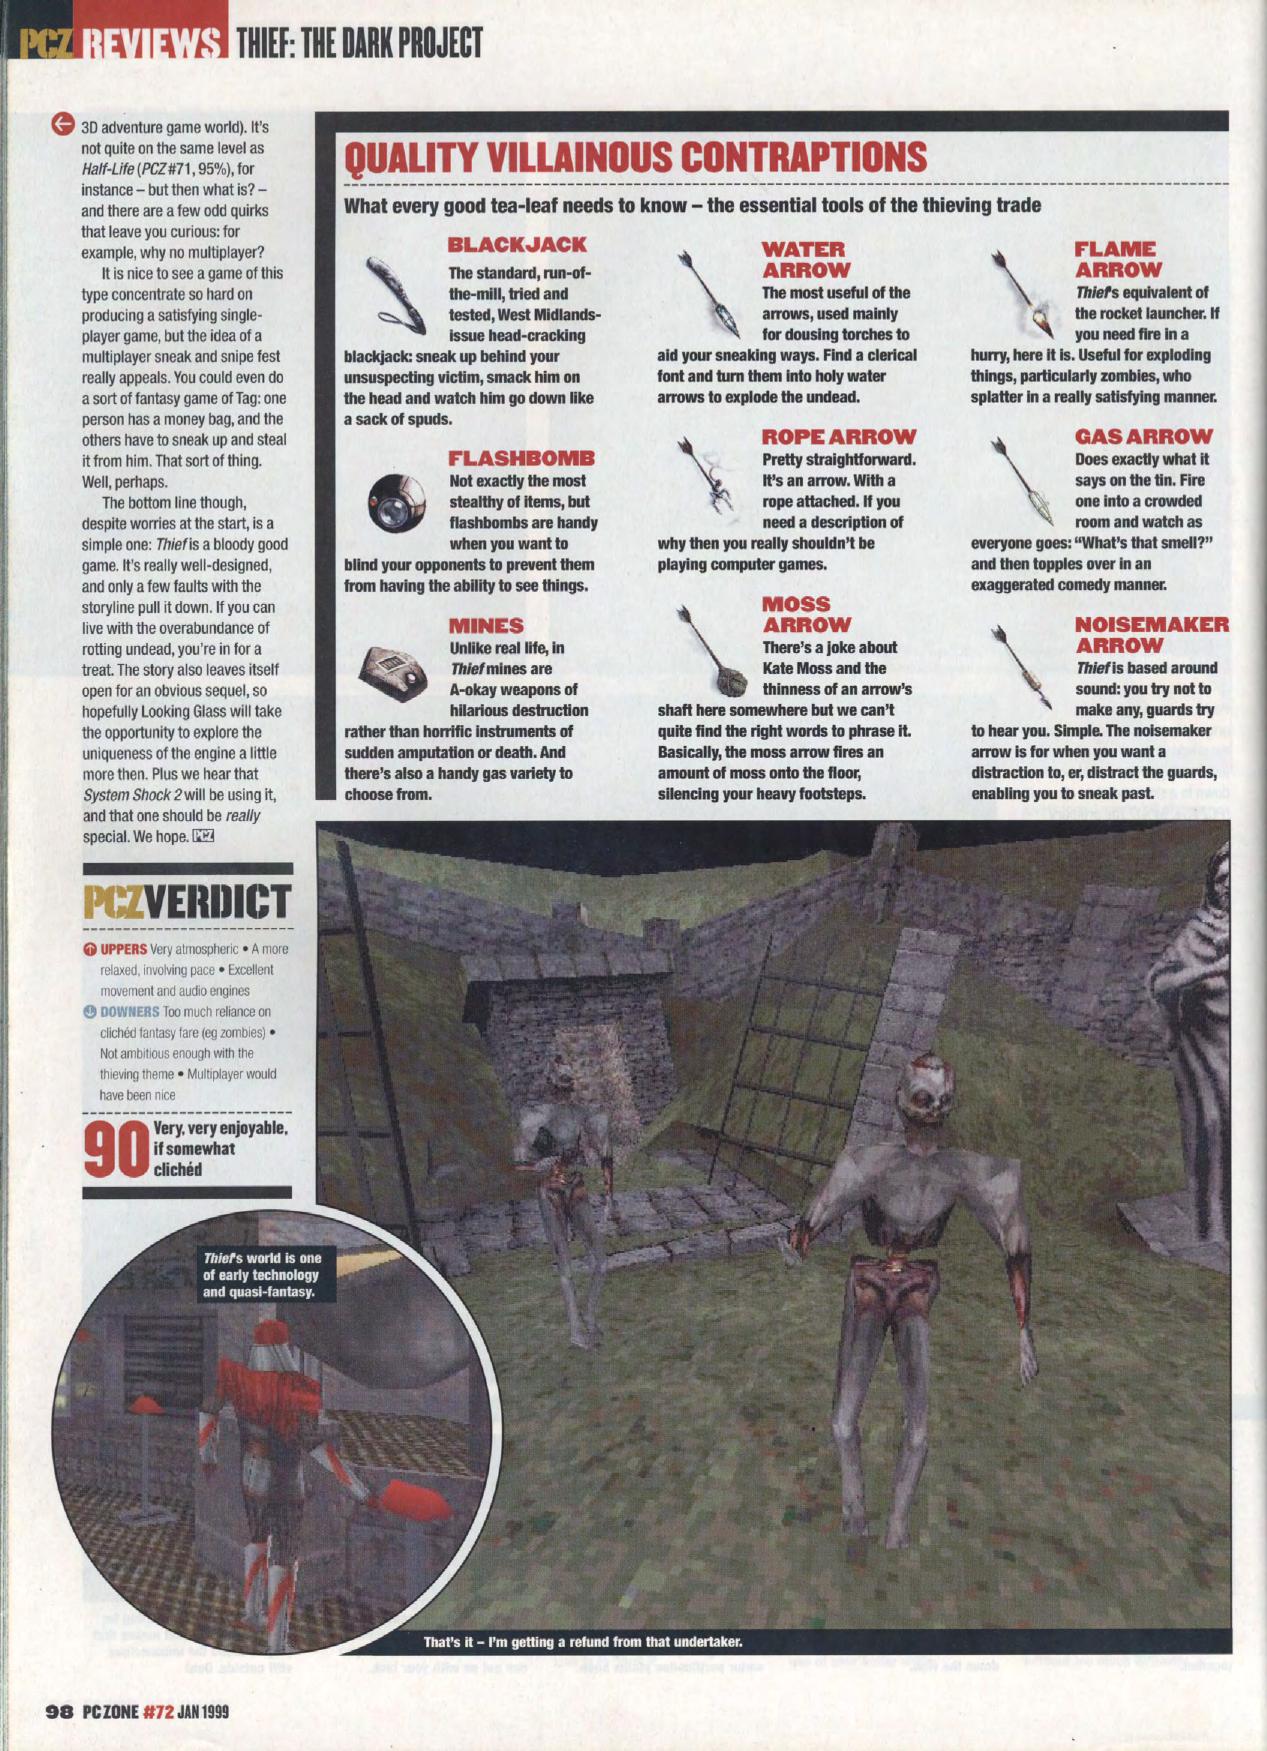 PCZ REVIEWS THIEF: THE DARK PROJECT
3D adventure game world). It's
not quite on the same level as
Half-Life (PCZ #71, 95%), for
instance – but then what is? –
and there are a few odd quirks
that leave you curious: for
example, why no multiplayer?
It is nice to see a game of this
type concentrate so hard on
producing a satisfying single-
player game, but the idea of a
multiplayer sneak and snipe fest
really appeals. You could even do
a sort of fantasy game of Tag: one
person has a money bag, and the
others have to sneak up and steal
it from him. That sort of thing.
Well, perhaps.
The bottom line though,
despite worries at the start, is a
simple one: Thief is a bloody good
game. It's really well-designed,
and only a few faults with the
storyline pull it down. If you can
live with the overabundance of
rotting undead, you're in for a
treat. The story also leaves itself
open for an obvious sequel, so
hopefully Looking Glass will take
the opportunity to explore the
uniqueness of the engine a little
more then. Plus we hear that
System Shock 2 will be using it,
and that one should be really
special. We hope. PCZ
PCZVERDICT
UPPERS Very atmospheric • A more
relaxed, involving pace • Excellent
movement and audio engines
DOWNERS Too much reliance on
clichéd fantasy fare (eg zombies) •
Not ambitious enough with the
thieving theme • Multiplayer would
have been nice
90 Very, very enjoyable,
if somewhat
clichéd
QUALITY VILLAINOUS CONTRAPTIONS
What every good tea-leaf needs to know – the essential tools of the thieving trade
BLACKJACK
The standard, run-of-
the-mill, tried and
tested, West Midlands-
issue head-cracking
blackjack: sneak up behind your
unsuspecting victim, smack him on
the head and watch him go down like
a sack of spuds.
FLASHBOMB
Not exactly the most
stealthy of items, but
flashbombs are handy
when you want to
blind your opponents to prevent them
from having the ability to see things.
MINES
Unlike real life, in
Thief mines are
A-okay weapons of
hilarious destruction
rather than horrific instruments of
sudden amputation or death. And
there's also a handy gas variety to
choose from.
WATER
ARROW
The most useful of the
arrows, used mainly
for dousing torches to
aid your sneaking ways. Find a clerical
font and turn them into holy water
arrows to explode the undead.
ROPE ARROW
Pretty straightforward.
It's an arrow. With a
rope attached. If you
need a description of
why then you really shouldn't be
playing computer games.
MOSS
ARROW
There's a joke about
Kate Moss and the
thinness of an arrow's
shaft here somewhere but we can't
quite find the right words to phrase it.
Basically, the moss arrow fires an
amount of moss onto the floor,
silencing your heavy footsteps.
FLAME
ARROW
Thief's equivalent of
the rocket launcher. If
you need fire in a
hurry, here it is. Useful for exploding
things, particularly zombies, who
splatter in a really satisfying manner.
GAS ARROW
Does exactly what it
says on the tin. Fire
one into a crowded
room and watch as
everyone goes: “What's that smell?”
and then topples over in an
exaggerated comedy manner.
NOISEMAKER
ARROW
Thief is based around
sound: you try not to
make any, guards try
to hear you. Simple. The noisemaker
arrow is for when you want a
distraction to, er, distract the guards,
enabling you to sneak past.
Thief's world is one
of early technology
and quasi-fantasy.
That's it – I'm getting a refund from that undertaker.
98 PC ZONE #72 JAN 1999